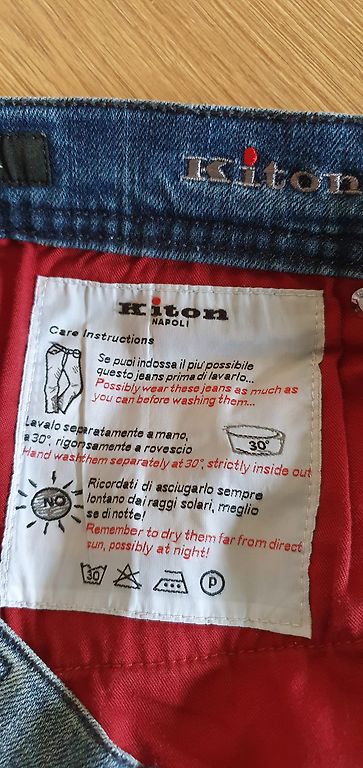 Kiton
Kiton
NAPOLI
Care Instructions
Se puoi indossa il piu' possibile
questo jeans prima di lavarlo...
Possibly wear these jeans as much as
you can before washing them...
Lavalo separatamente a mano,
a 30°, rigorosamente a rovescio
30°
Hand wash them separately at 30°, strictly inside out
NO
Ricordati di asciugarlo sempre
lontano dai raggi solari, meglio
se di notte!
Remember to dry them far from direct
sun, possibly at night!
30
P